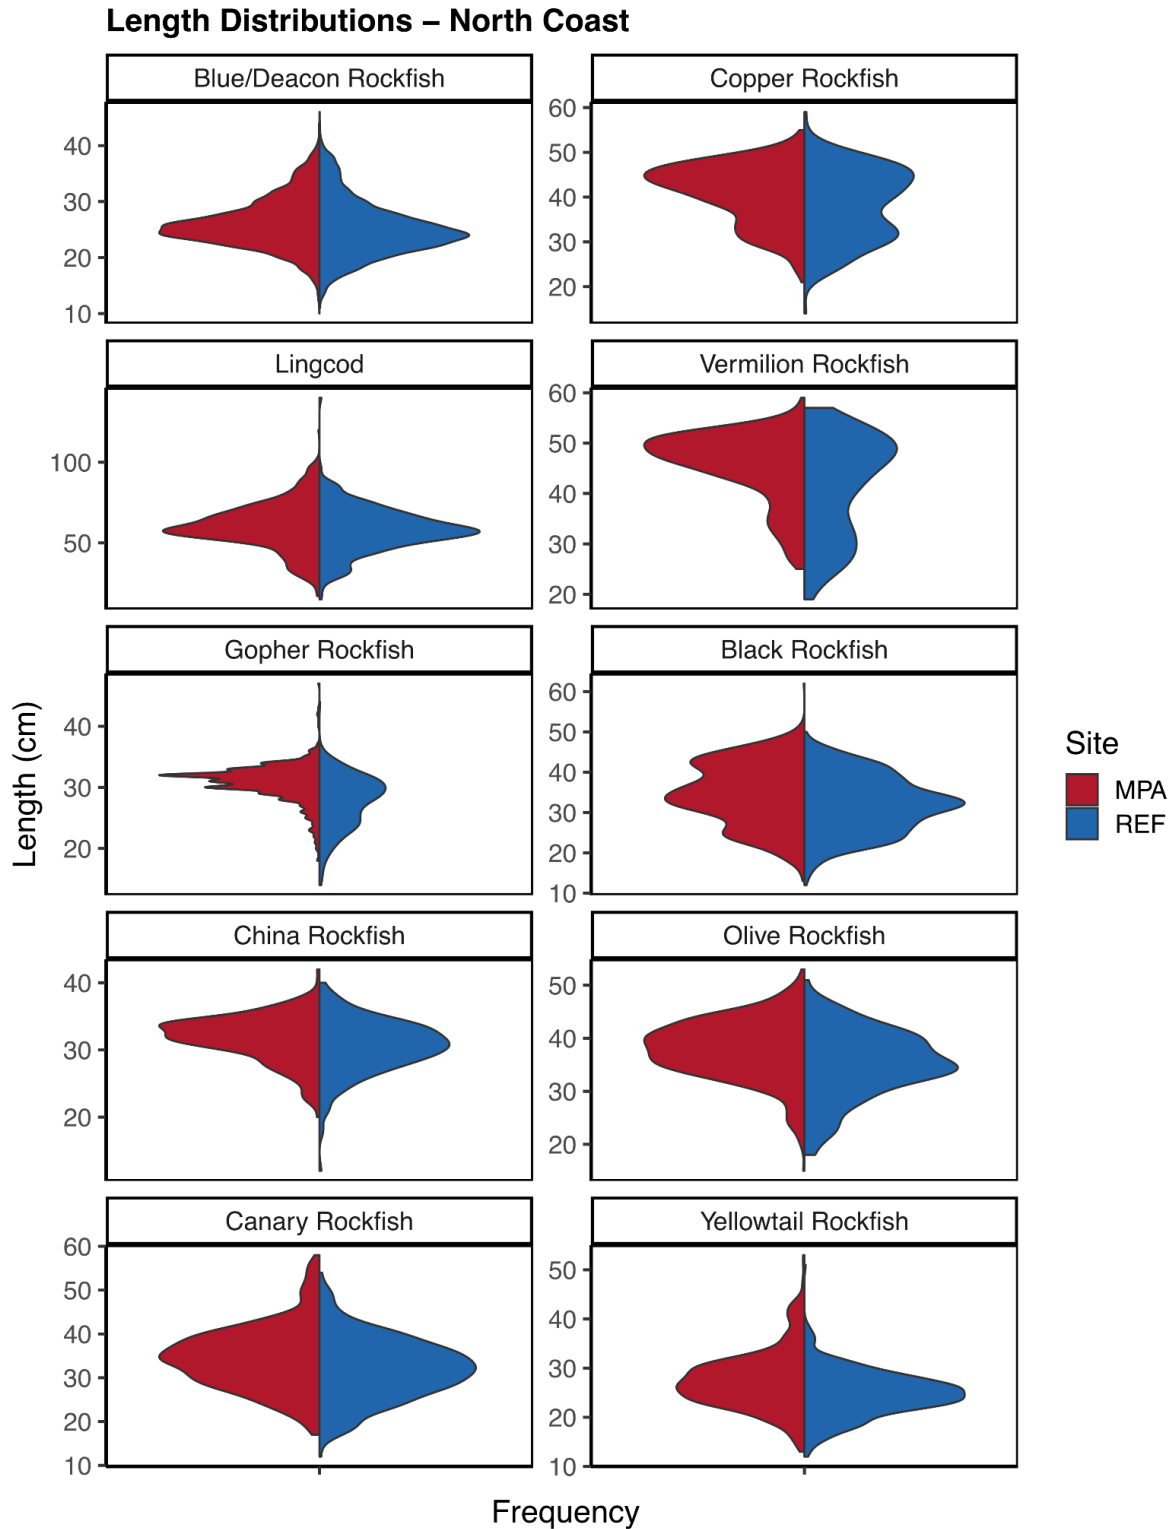 Length Distributions – North Coast
Blue/Deacon Rockfish
Copper Rockfish
40
30
20
10
60
50
40
30
20
Lingcod
Vermilion Rockfish
100
50
60
50
40
30
20
Gopher Rockfish
Black Rockfish
40
30
20
60
50
40
30
20
10
Length (cm)
Site
MPA
REF
China Rockfish
Olive Rockfish
40
30
20
50
40
30
20
Canary Rockfish
Yellowtail Rockfish
60
50
40
30
20
10
50
40
30
20
10
Frequency